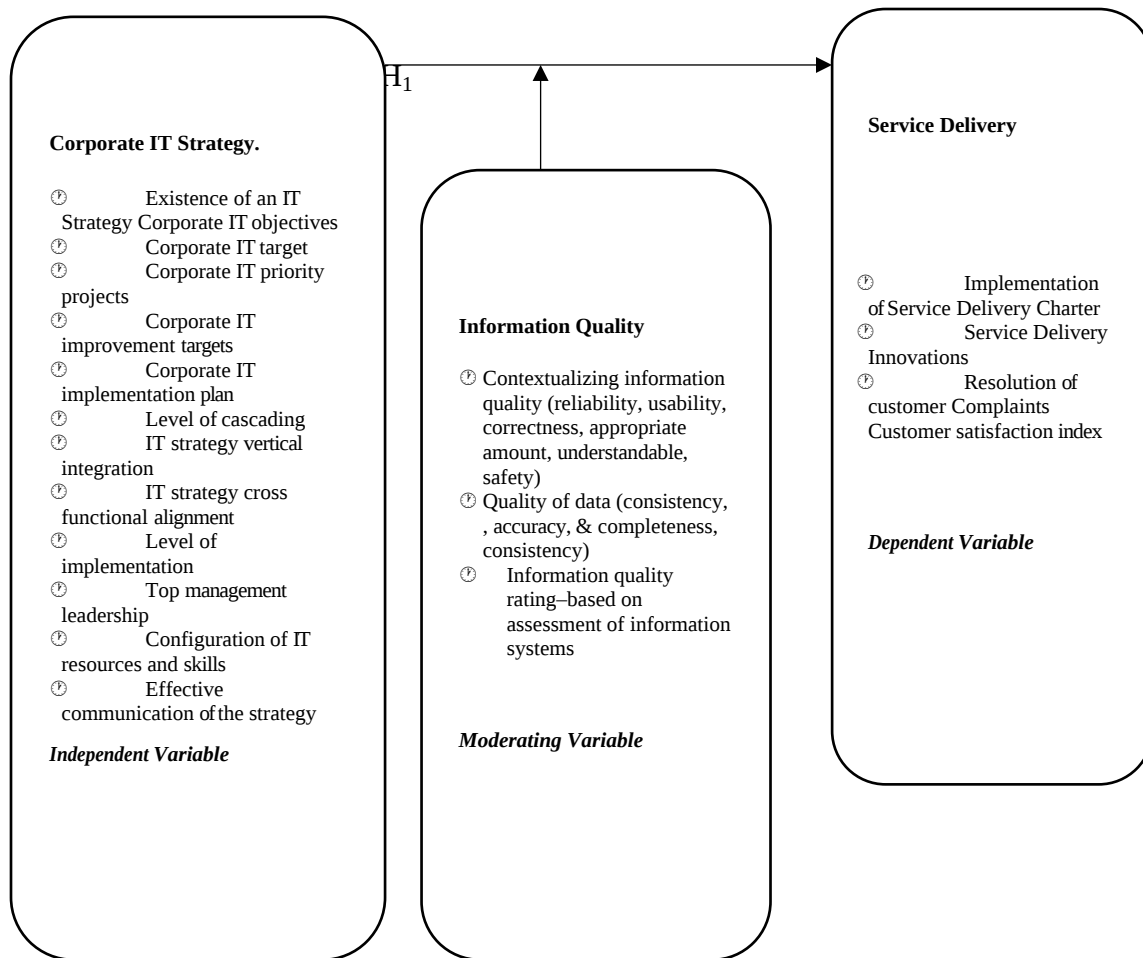 H₁
Corporate IT Strategy.
Existence of an IT
Strategy Corporate IT objectives
Corporate IT target
Corporate IT priority
projects
Corporate IT
improvement targets
Corporate IT
implementation plan
Level of cascading
IT strategy vertical
integration
IT strategy cross
functional alignment
Level of
implementation
Top management
leadership
Configuration of IT
resources and skills
Effective
communication of the strategy
Independent Variable
Information Quality
Contextualizing information
quality (reliability, usability,
correctness, appropriate
amount, understandable,
safety)
Quality of data (consistency,
, accuracy, & completeness,
consistency)
Information quality
rating–based on
assessment of information
systems
Moderating Variable
Service Delivery
Implementation
of Service Delivery Charter
Service Delivery
Innovations
Resolution of
customer Complaints
Customer satisfaction index
Dependent Variable